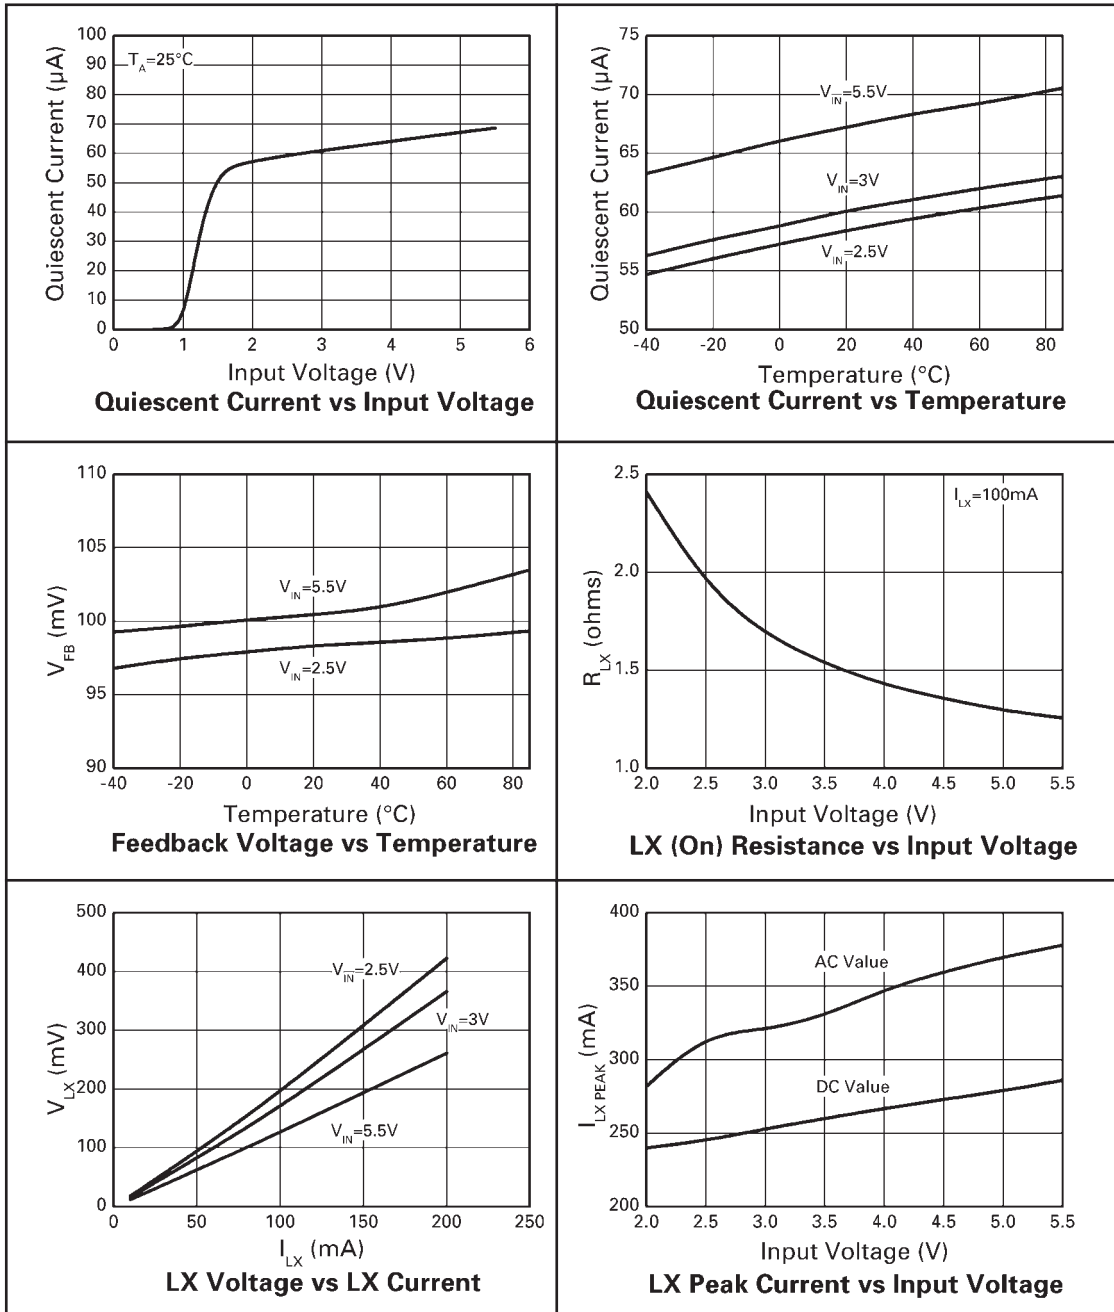 100
90
80
70
60
50
40
30
20
10
0
Quiescent Current (µA)
T_A=25°C
0 1 2 3 4 5 6
Input Voltage (V)
Quiescent Current vs Input Voltage
75
70
65
60
55
50
Quiescent Current (µA)
V_IN=5.5V
V_IN=3V
V_IN=2.5V
-40 -20 0 20 40 60 80
Temperature (°C)
Quiescent Current vs Temperature
110
105
100
95
90
V_FB (mV)
V_IN=5.5V
V_IN=2.5V
-40 -20 0 20 40 60 80
Temperature (°C)
Feedback Voltage vs Temperature
2.5
2.0
1.5
1.0
R_LX (ohms)
I_LX=100mA
2.0 2.5 3.0 3.5 4.0 4.5 5.0 5.5
Input Voltage (V)
LX (On) Resistance vs Input Voltage
500
400
300
200
100
0
V_LX (mV)
V_IN=2.5V
V_IN=3V
V_IN=5.5V
0 50 100 150 200 250
I_LX (mA)
LX Voltage vs LX Current
400
350
300
250
200
I_LX PEAK (mA)
AC Value
DC Value
2.0 2.5 3.0 3.5 4.0 4.5 5.0 5.5
Input Voltage (V)
LX Peak Current vs Input Voltage